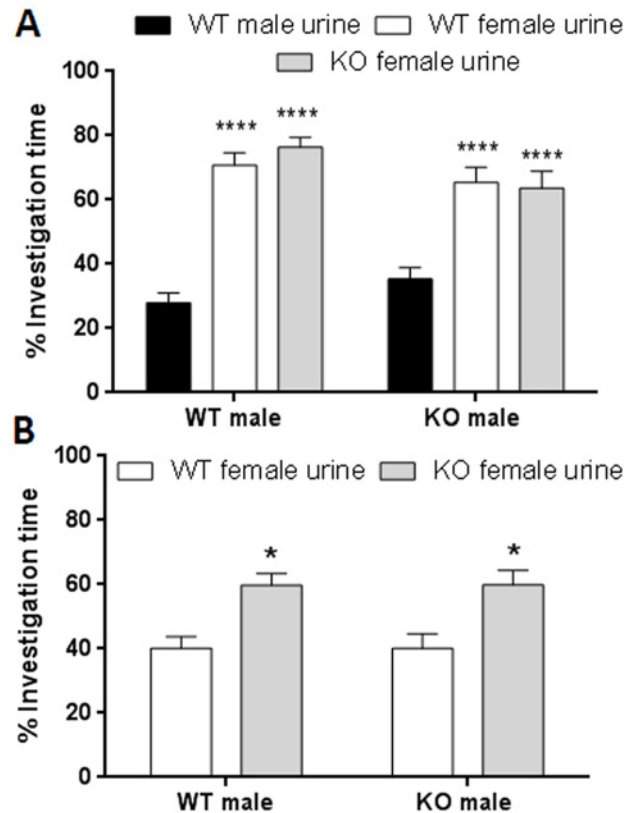 A
WT male urine WT female urine
KO female urine
% Investigation time
100
80
60
40
20
0
**** ****
**** ****
WT male KO male
B
WT female urine KO female urine
% Investigation time
100
80
60
40
20
0
* *
WT male KO male